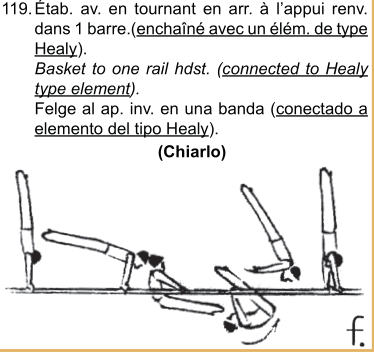 119. Étab. av. en tournant en arr. à l'appui renv.
dans 1 barre.(enchaîné avec un élém. de type
Healy).
Basket to one rail hdst. (connected to Healy
type element).
Felge al ap. inv. en una banda (conectado a
elemento del tipo Healy).
(Chiarlo)
f.